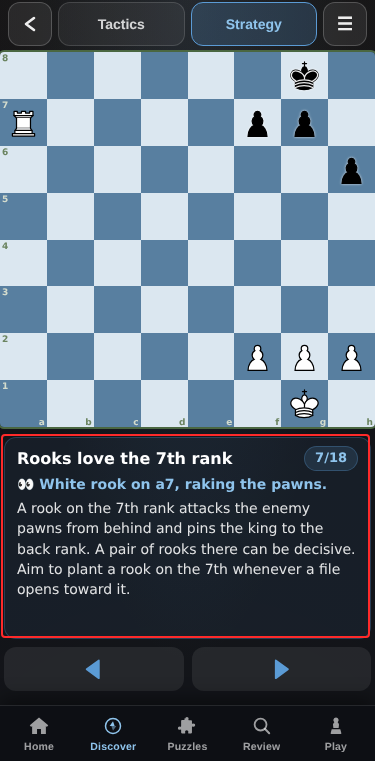 Tactics
Strategy
8
7
6
5
4
3
2
1
a
b
c
d
e
f
g
h
Rooks love the 7th rank
7/18
👀 White rook on a7, raking the pawns.
A rook on the 7th rank attacks the enemy
pawns from behind and pins the king to the
back rank. A pair of rooks there can be decisive.
Aim to plant a rook on the 7th whenever a file
opens toward it.
Home
Discover
Puzzles
Review
Play